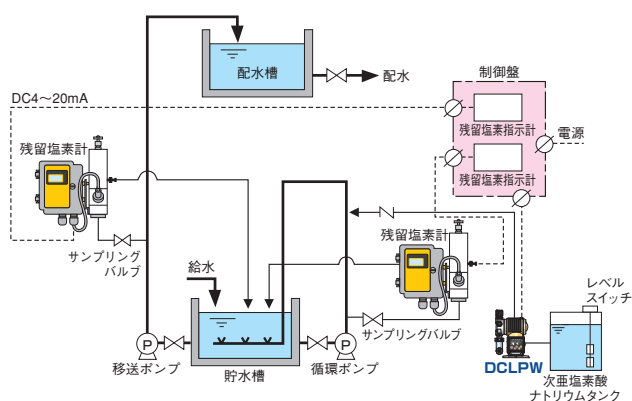 配水槽
配水
DC4～20mA
制御盤
残留塩素指示計
電源
残留塩素指示計
残留塩素計
サンプリング
バルブ
給水
残留塩素計
サンプリングバルブ
レベル
スイッチ
P
移送ポンプ
貯水槽
P
循環ポンプ
DCLPW
次亜塩素酸
ナトリウムタンク